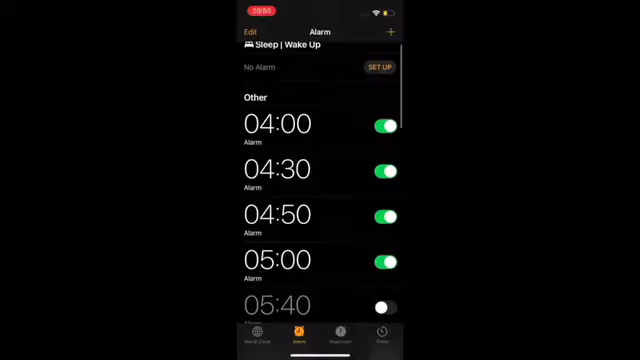 20:50
Edit
Alarm
+
Sleep | Wake Up
No Alarm
SET UP
Other
04:00
Alarm
04:30
Alarm
04:50
Alarm
05:00
Alarm
05:40
World Clock
Alarm
Stopwatch
Timer